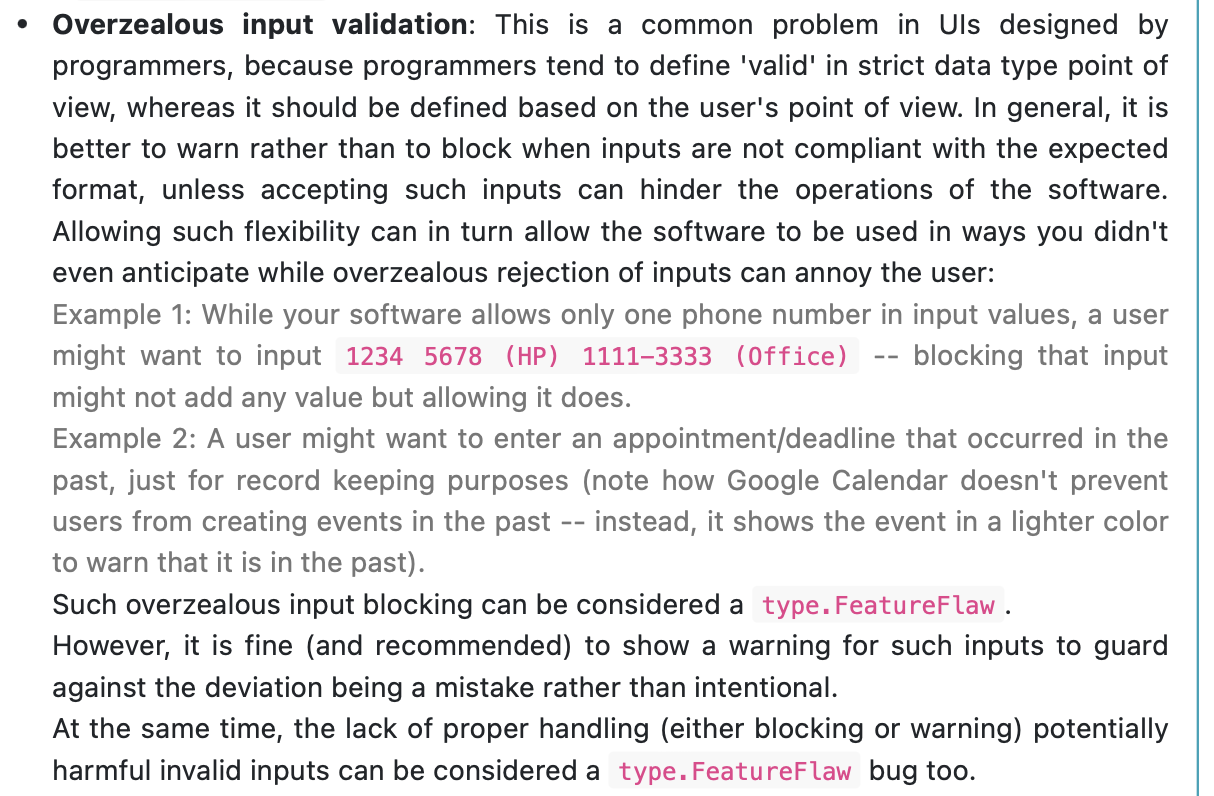 • Overzealous input validation: This is a common problem in UIs designed by
programmers, because programmers tend to define 'valid' in strict data type point of
view, whereas it should be defined based on the user's point of view. In general, it is
better to warn rather than to block when inputs are not compliant with the expected
format, unless accepting such inputs can hinder the operations of the software.
Allowing such flexibility can in turn allow the software to be used in ways you didn't
even anticipate while overzealous rejection of inputs can annoy the user:
Example 1: While your software allows only one phone number in input values, a user
might want to input 1234 5678 (HP) 1111-3333 (Office) -- blocking that input
might not add any value but allowing it does.
Example 2: A user might want to enter an appointment/deadline that occurred in the
past, just for record keeping purposes (note how Google Calendar doesn't prevent
users from creating events in the past -- instead, it shows the event in a lighter color
to warn that it is in the past).
Such overzealous input blocking can be considered a type.FeatureFlaw.
However, it is fine (and recommended) to show a warning for such inputs to guard
against the deviation being a mistake rather than intentional.
At the same time, the lack of proper handling (either blocking or warning) potentially
harmful invalid inputs can be considered a type.FeatureFlaw bug too.